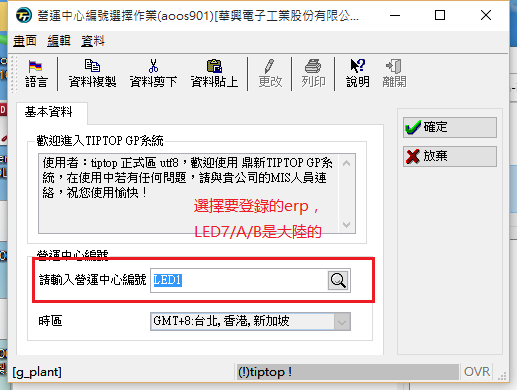 營運中心編號選擇作業(aoos901)[華興電子工業股份有限公...
畫面 編輯 資料
語言 資料複製 資料剪下 資料貼上 更改 列印 說明 離開
基本資料
確定
放棄
歡迎進入TIPTOP GP系統
使用者：tiptop 正式區 utf8，歡迎使用 鼎新TIPTOP GP系
統，在使用中若有任何問題，請與貴公司的MIS人員連
絡，祝您使用愉快！
選擇要登錄的erp，
LED7/A/B是大陸的
營運中心編號
請輸入營運中心編號 LED1
時區 GMT+8:台北, 香港, 新加坡
[g_plant] (!)tiptop ! OVR